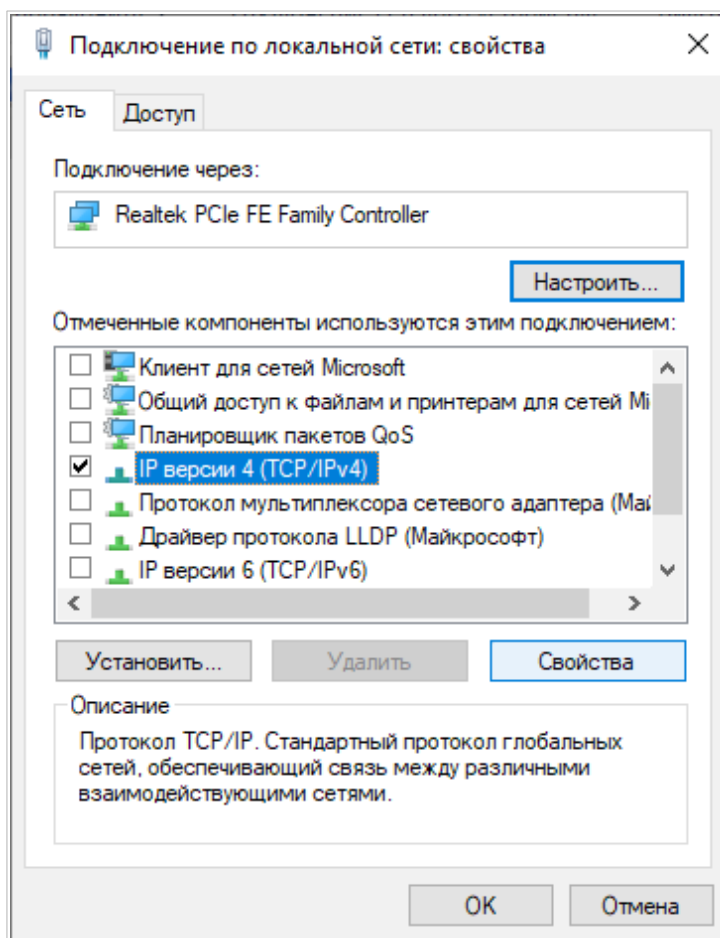 Подключение по локальной сети: свойства
Сеть
Доступ
Подключение через:
Realtek PCIe FE Family Controller
Настроить...
Отмеченные компоненты используются этим подключением:
Клиент для сетей Microsoft
Общий доступ к файлам и принтерам для сетей Mi
Планировщик пакетов QoS
IP версии 4 (TCP/IPv4)
Протокол мультиплексора сетевого адаптера (Май
Драйвер протокола LLDP (Майкрософт)
IP версии 6 (TCP/IPv6)
Установить...
Удалить
Свойства
Описание
Протокол TCP/IP. Стандартный протокол глобальных
сетей, обеспечивающий связь между различными
взаимодействующими сетями.
OK
Отмена